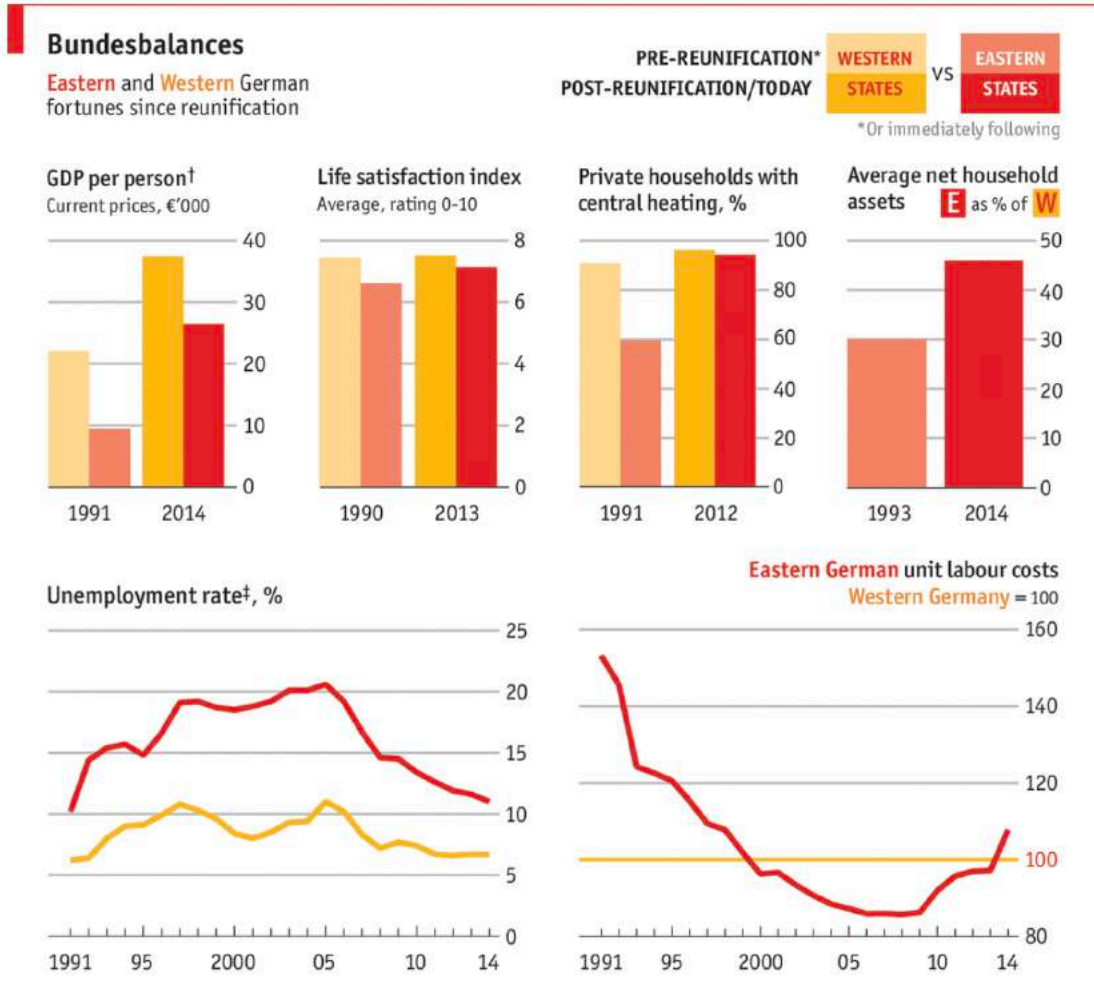 Bundesbalances
Eastern and Western German
fortunes since reunification
PRE-REUNIFICATION*
POST-REUNIFICATION/TODAY
WESTERN
STATES
VS
EASTERN
STATES
*Or immediately following
GDP per person†
Current prices, €'000
40
30
20
10
0
1991 2014
Life satisfaction index
Average, rating 0-10
8
6
4
2
0
1990 2013
Private households with
central heating, %
100
80
60
40
20
0
1991 2012
Average net household
assets E as % of W
50
40
30
20
10
0
1993 2014
Unemployment rate‡, %
25
20
15
10
5
0
1991 95 2000 05 10 14
Eastern German unit labour costs
Western Germany = 100
160
140
120
100
80
1991 95 2000 05 10 14